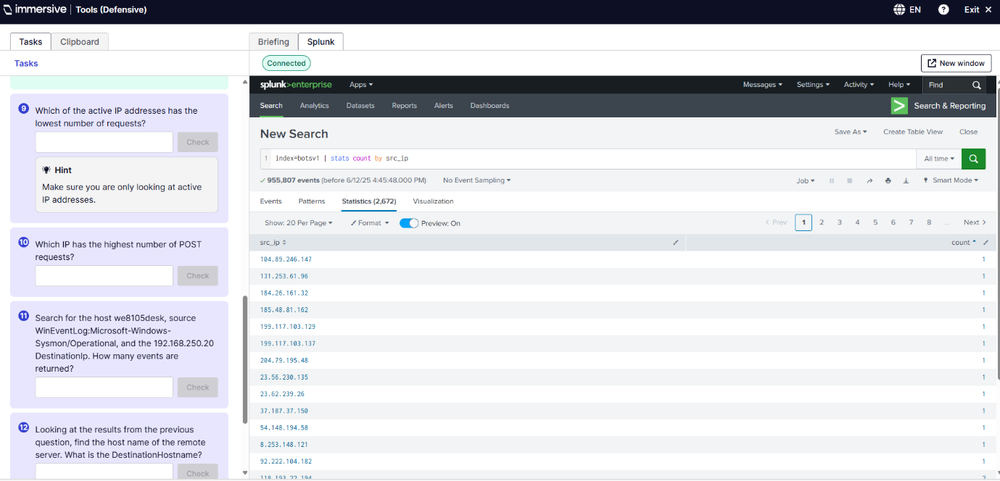 immersive | Tools (Defensive)
EN
?
Exit ×
Tasks
Clipboard
Tasks
9 Which of the active IP addresses has the
lowest number of requests?
Check
Hint
Make sure you are only looking at active
IP addresses.
10 Which IP has the highest number of POST
requests?
Check
11 Search for the host we8105desk, source
WinEventLog:Microsoft-Windows-
Sysmon/Operational, and the 192.168.250.20
DestinationIp. How many events are
returned?
Check
12 Looking at the results from the previous
question, find the host name of the remote
server. What is the DestinationHostname?
Check
Briefing
Splunk
Connected
New window
splunk>enterprise
Apps
Messages
Settings
Activity
Help
Find
Search
Analytics
Datasets
Reports
Alerts
Dashboards
> Search & Reporting
New Search
Save As
Create Table View
Close
1 index=botsv1 | stats count by src_ip
All time
✓ 955,807 events (before 6/12/25 4:45:48.000 PM)
No Event Sampling
Job
Smart Mode
Events
Patterns
Statistics (2,672)
Visualization
Show: 20 Per Page
Format
Preview: On
< Prev 1 2 3 4 5 6 7 8 ... Next >
src_ip
count
104.89.246.147 1
131.253.61.96 1
184.26.161.32 1
185.48.81.162 1
199.117.103.129 1
199.117.103.137 1
204.79.195.48 1
23.56.230.135 1
23.62.239.26 1
37.187.37.150 1
54.148.194.58 1
8.253.148.121 1
92.222.104.182 1
118.193.22.194 2